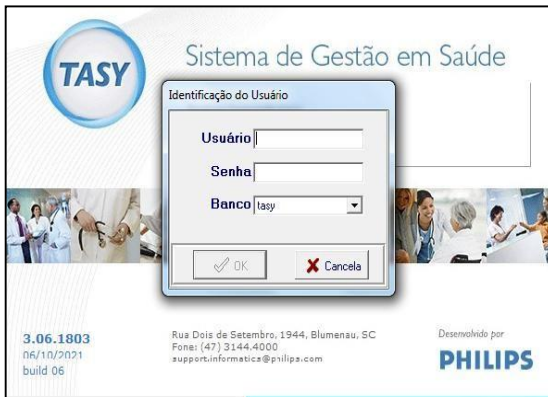 TASY
Sistema de Gestão em Saúde
Identificação do Usuário
Usuário
Senha
Banco tasy
OK
Cancela
3.06.1803
06/10/2021
build 06
Rua Dois de Setembro, 1944, Blumenau, SC
Fone: (47) 3144.4000
support.informatics@philips.com
Desenvolvido por
PHILIPS